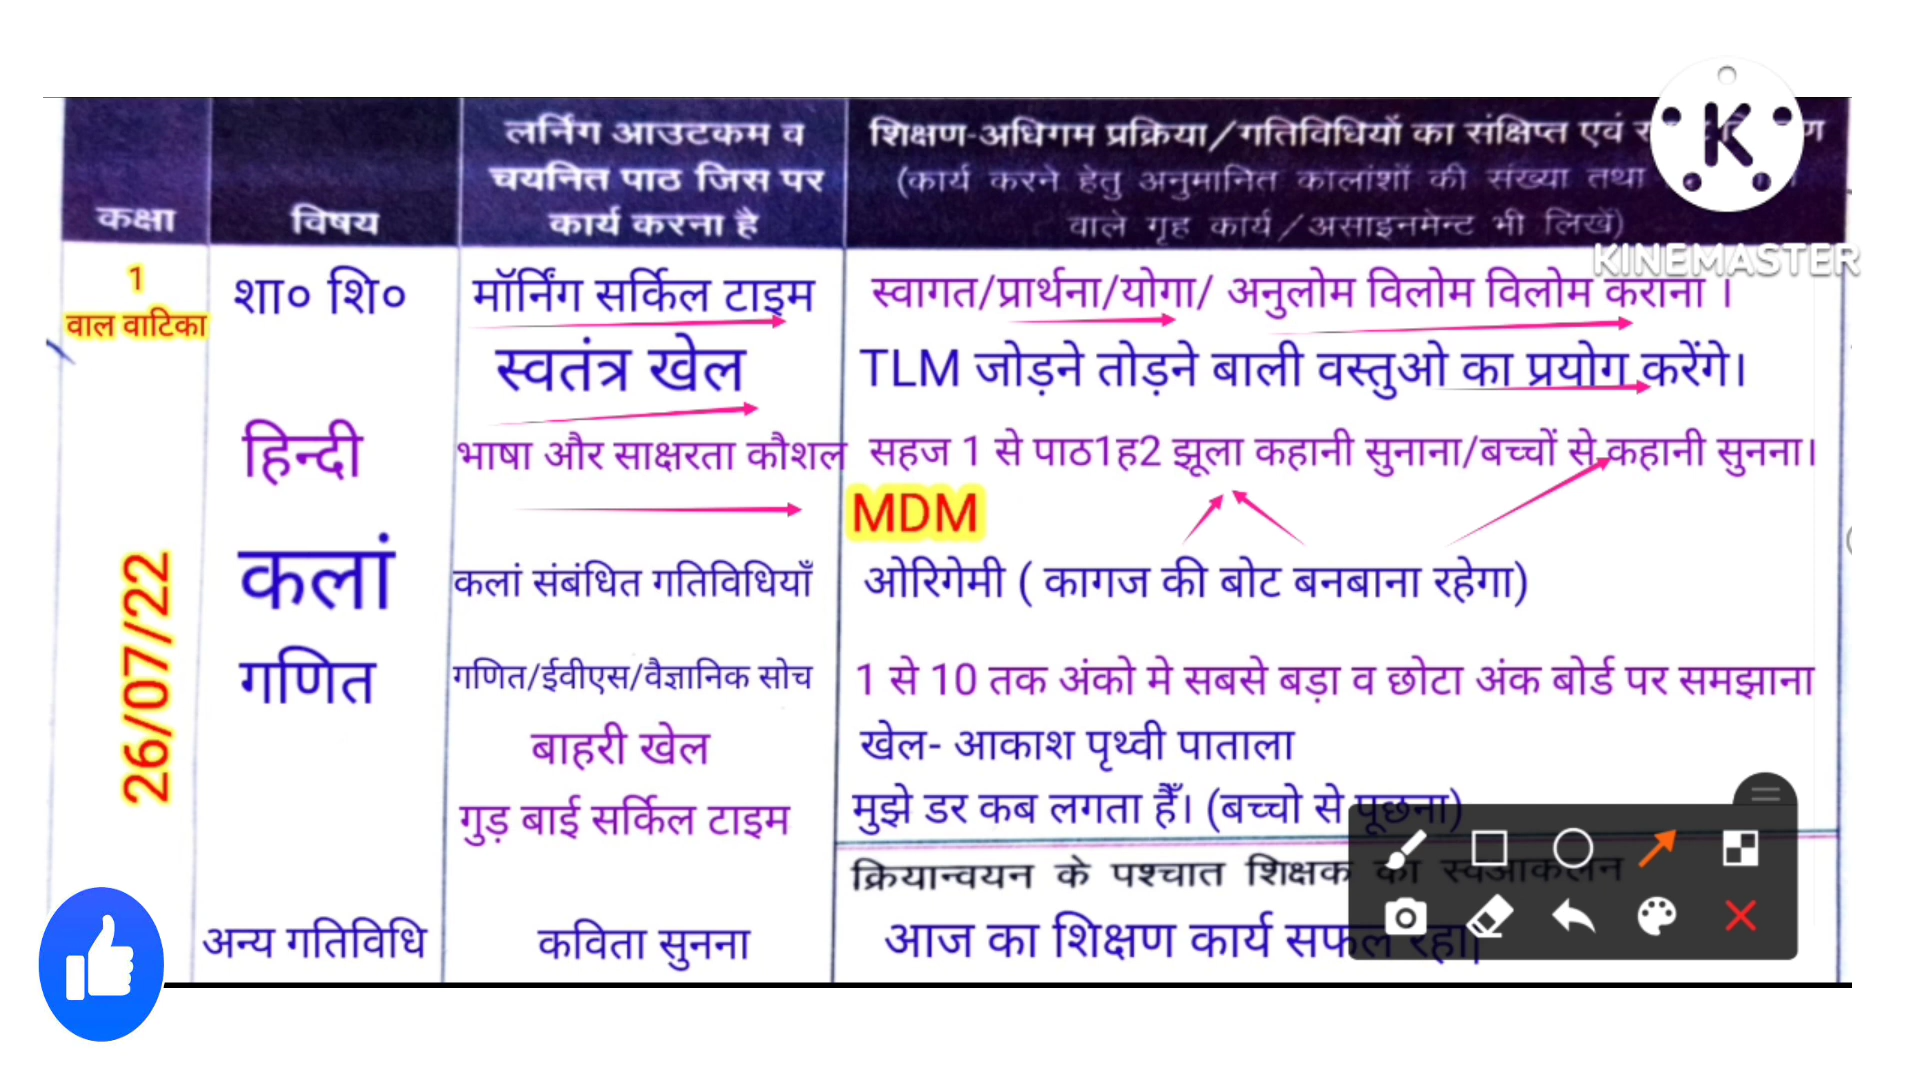 कक्षा
विषय
लर्निंग आउटकम व
चयनित पाठ जिस पर
कार्य करना है
शिक्षण-अधिगम प्रक्रिया/गतिविधियों का संक्षिप्त एवं
(कार्य करने हेतु अनुमानित कालांशों की संख्या तथा
वाले गृह कार्य/असाइनमेन्ट भी लिखें)
KINEMASTER
1
वाल वाटिका
शा० शि०
मॉर्निंग सर्किल टाइम
स्वागत/प्रार्थना/योगा/ अनुलोम विलोम विलोम कराना ।
स्वतंत्र खेल
TLM जोड़ने तोड़ने बाली वस्तुओ का प्रयोग करेंगे।
हिन्दी
भाषा और साक्षरता कौशल
सहज 1 से पाठ1ह2 झूला कहानी सुनाना/बच्चों से कहानी सुनना।
MDM
26/07/22
कलां
कलां संबंधित गतिविधियाँ
ओरिगेमी ( कागज की बोट बनबाना रहेगा)
गणित
गणित/ईवीएस/वैज्ञानिक सोच
1 से 10 तक अंको मे सबसे बड़ा व छोटा अंक बोर्ड पर समझाना
बाहरी खेल
खेल- आकाश पृथ्वी पाताला
गुड़ बाई सर्किल टाइम
मुझे डर कब लगता हैँ। (बच्चो से पूछना)
क्रियान्वयन के पश्चात शिक्षक का स्वआकलन
अन्य गतिविधि
कविता सुनना
आज का शिक्षण कार्य सफल रहा|